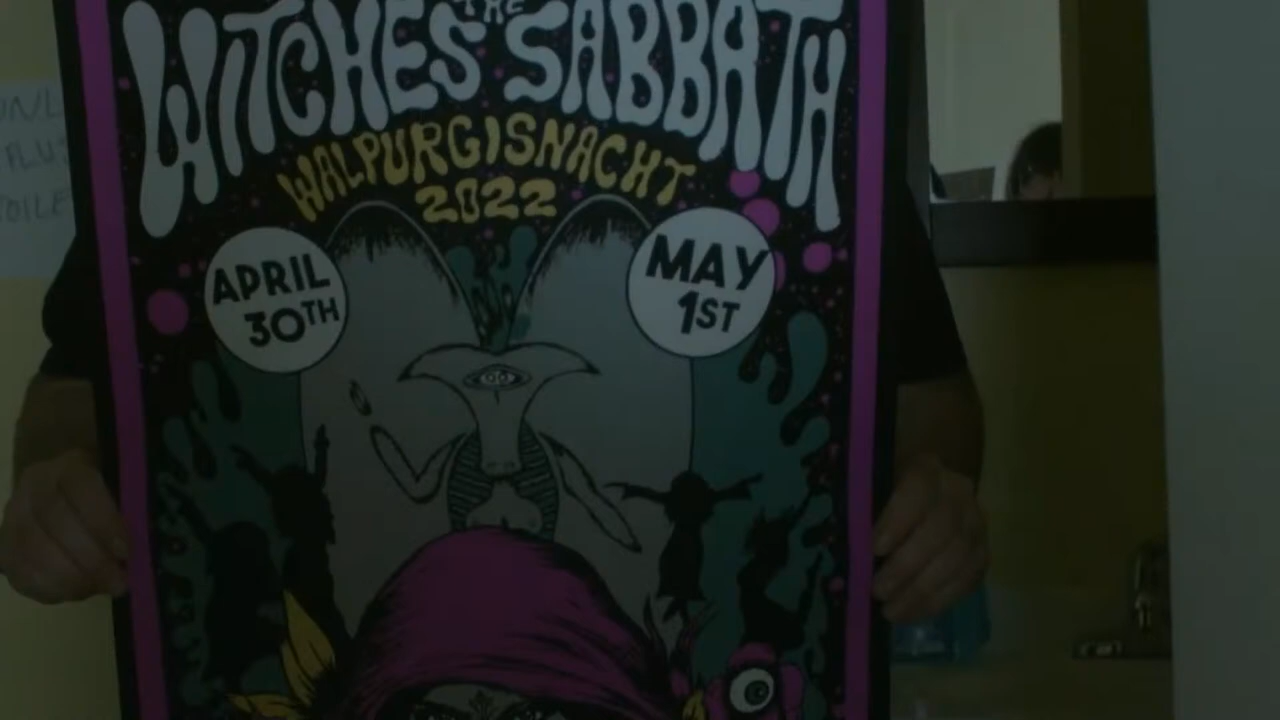 THE
WITCHES SABBATH
WALPURGISNACHT
2022
APRIL
30TH
MAY
1ST